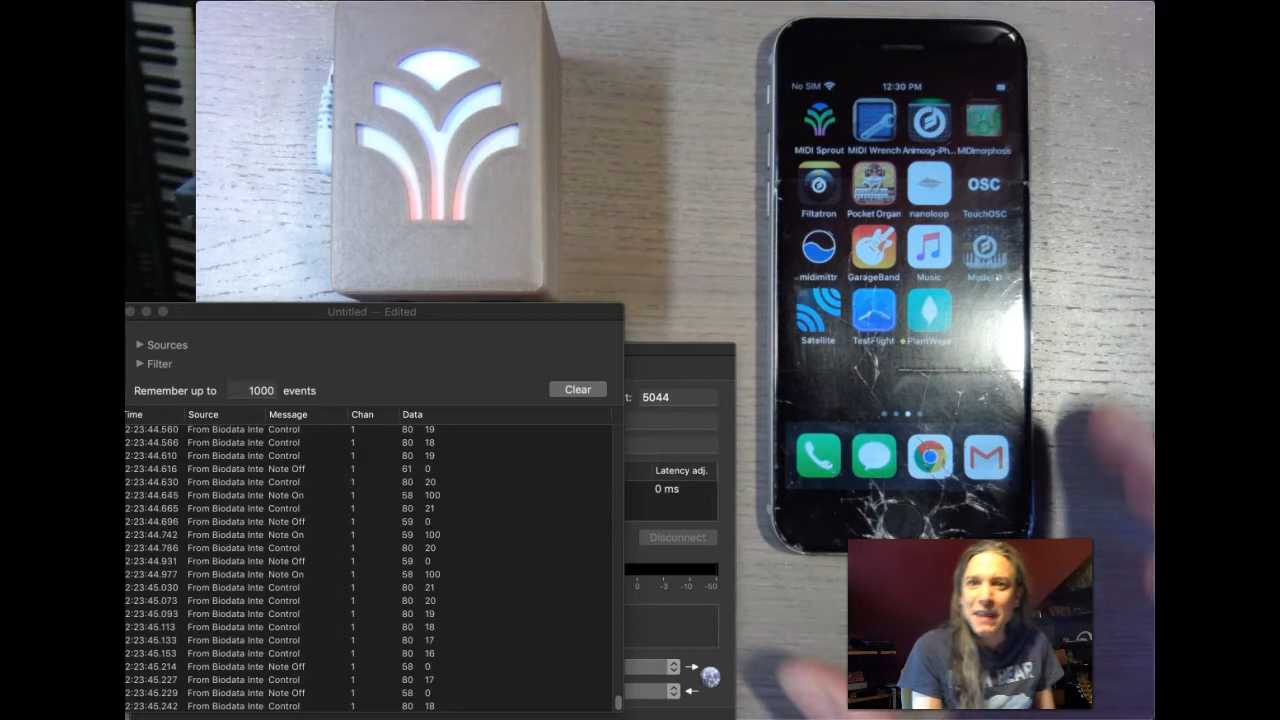 No SIM 12:30 PM
MIDI Sprout MIDI Wrench Animoog-iPh... MIDImorphosis
OSC
Filtatron Pocket Organ nanoloop TouchOSC
midimittr GarageBand Music Model D
Satellite TestFlight PlantWave
Untitled — Edited
Sources
Filter
Remember up to 1000 events Clear
Time Source Message Chan Data
2:23:44.560 From Biodata Inte Control 1 80 19
2:23:44.566 From Biodata Inte Control 1 80 18
2:23:44.610 From Biodata Inte Control 1 80 19
2:23:44.616 From Biodata Inte Note Off 1 61 0
2:23:44.630 From Biodata Inte Control 1 80 20
2:23:44.645 From Biodata Inte Note On 1 58 100
2:23:44.665 From Biodata Inte Control 1 80 21
2:23:44.696 From Biodata Inte Note Off 1 59 0
2:23:44.742 From Biodata Inte Note On 1 59 100
2:23:44.786 From Biodata Inte Control 1 80 20
2:23:44.931 From Biodata Inte Note Off 1 59 0
2:23:44.977 From Biodata Inte Note On 1 58 100
2:23:45.030 From Biodata Inte Control 1 80 21
2:23:45.073 From Biodata Inte Control 1 80 20
2:23:45.093 From Biodata Inte Control 1 80 19
2:23:45.113 From Biodata Inte Control 1 80 18
2:23:45.133 From Biodata Inte Control 1 80 17
2:23:45.153 From Biodata Inte Control 1 80 16
2:23:45.214 From Biodata Inte Note Off 1 58 0
2:23:45.227 From Biodata Inte Control 1 80 17
2:23:45.229 From Biodata Inte Note Off 1 58 0
2:23:45.242 From Biodata Inte Control 1 80 18
t: 5044
Latency adj.
0 ms
Disconnect
0 -3 -10 -50
BEAR